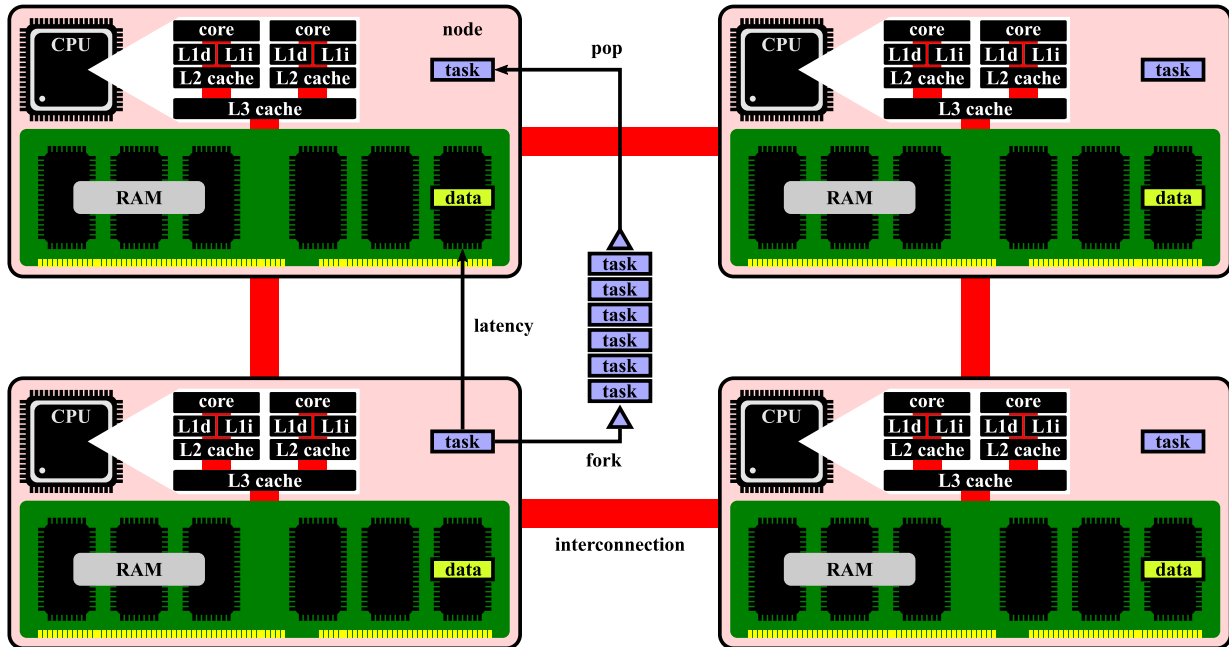 CPU
core core
L1d L1i L1d L1i
L2 cache L2 cache
L3 cache
node
task
RAM
data
pop
CPU
core core
L1d L1i L1d L1i
L2 cache L2 cache
L3 cache
task
RAM
data
latency
task
task
task
task
task
task
fork
CPU
core core
L1d L1i L1d L1i
L2 cache L2 cache
L3 cache
task
RAM
data
interconnection
CPU
core core
L1d L1i L1d L1i
L2 cache L2 cache
L3 cache
task
RAM
data